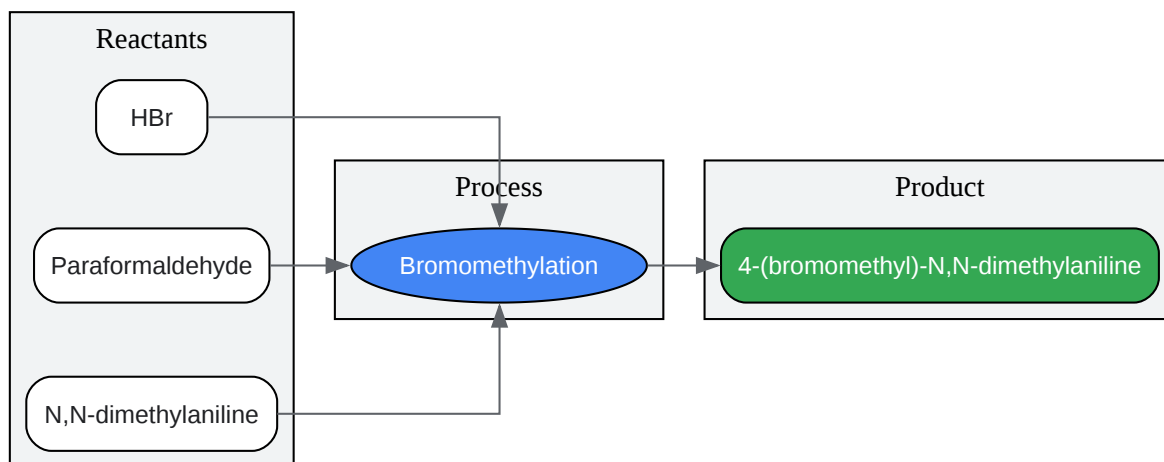 Reactants
HBr
Paraformaldehyde
N,N-dimethylaniline
Process
Bromomethylation
Product
4-(bromomethyl)-N,N-dimethylaniline